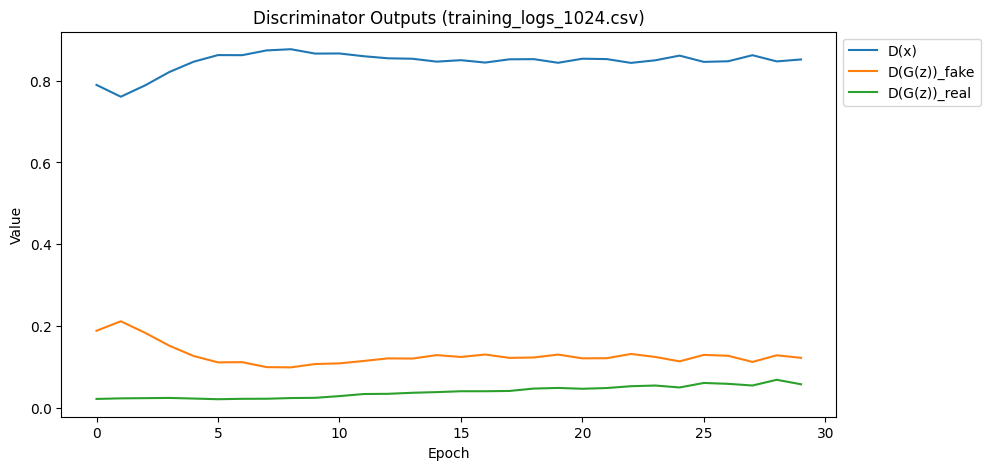 Discriminator Outputs (training_logs_1024.csv)
D(x)
D(G(z))_fake
D(G(z))_real
Value
0.8
0.6
0.4
0.2
0.0
0 5 10 15 20 25 30
Epoch